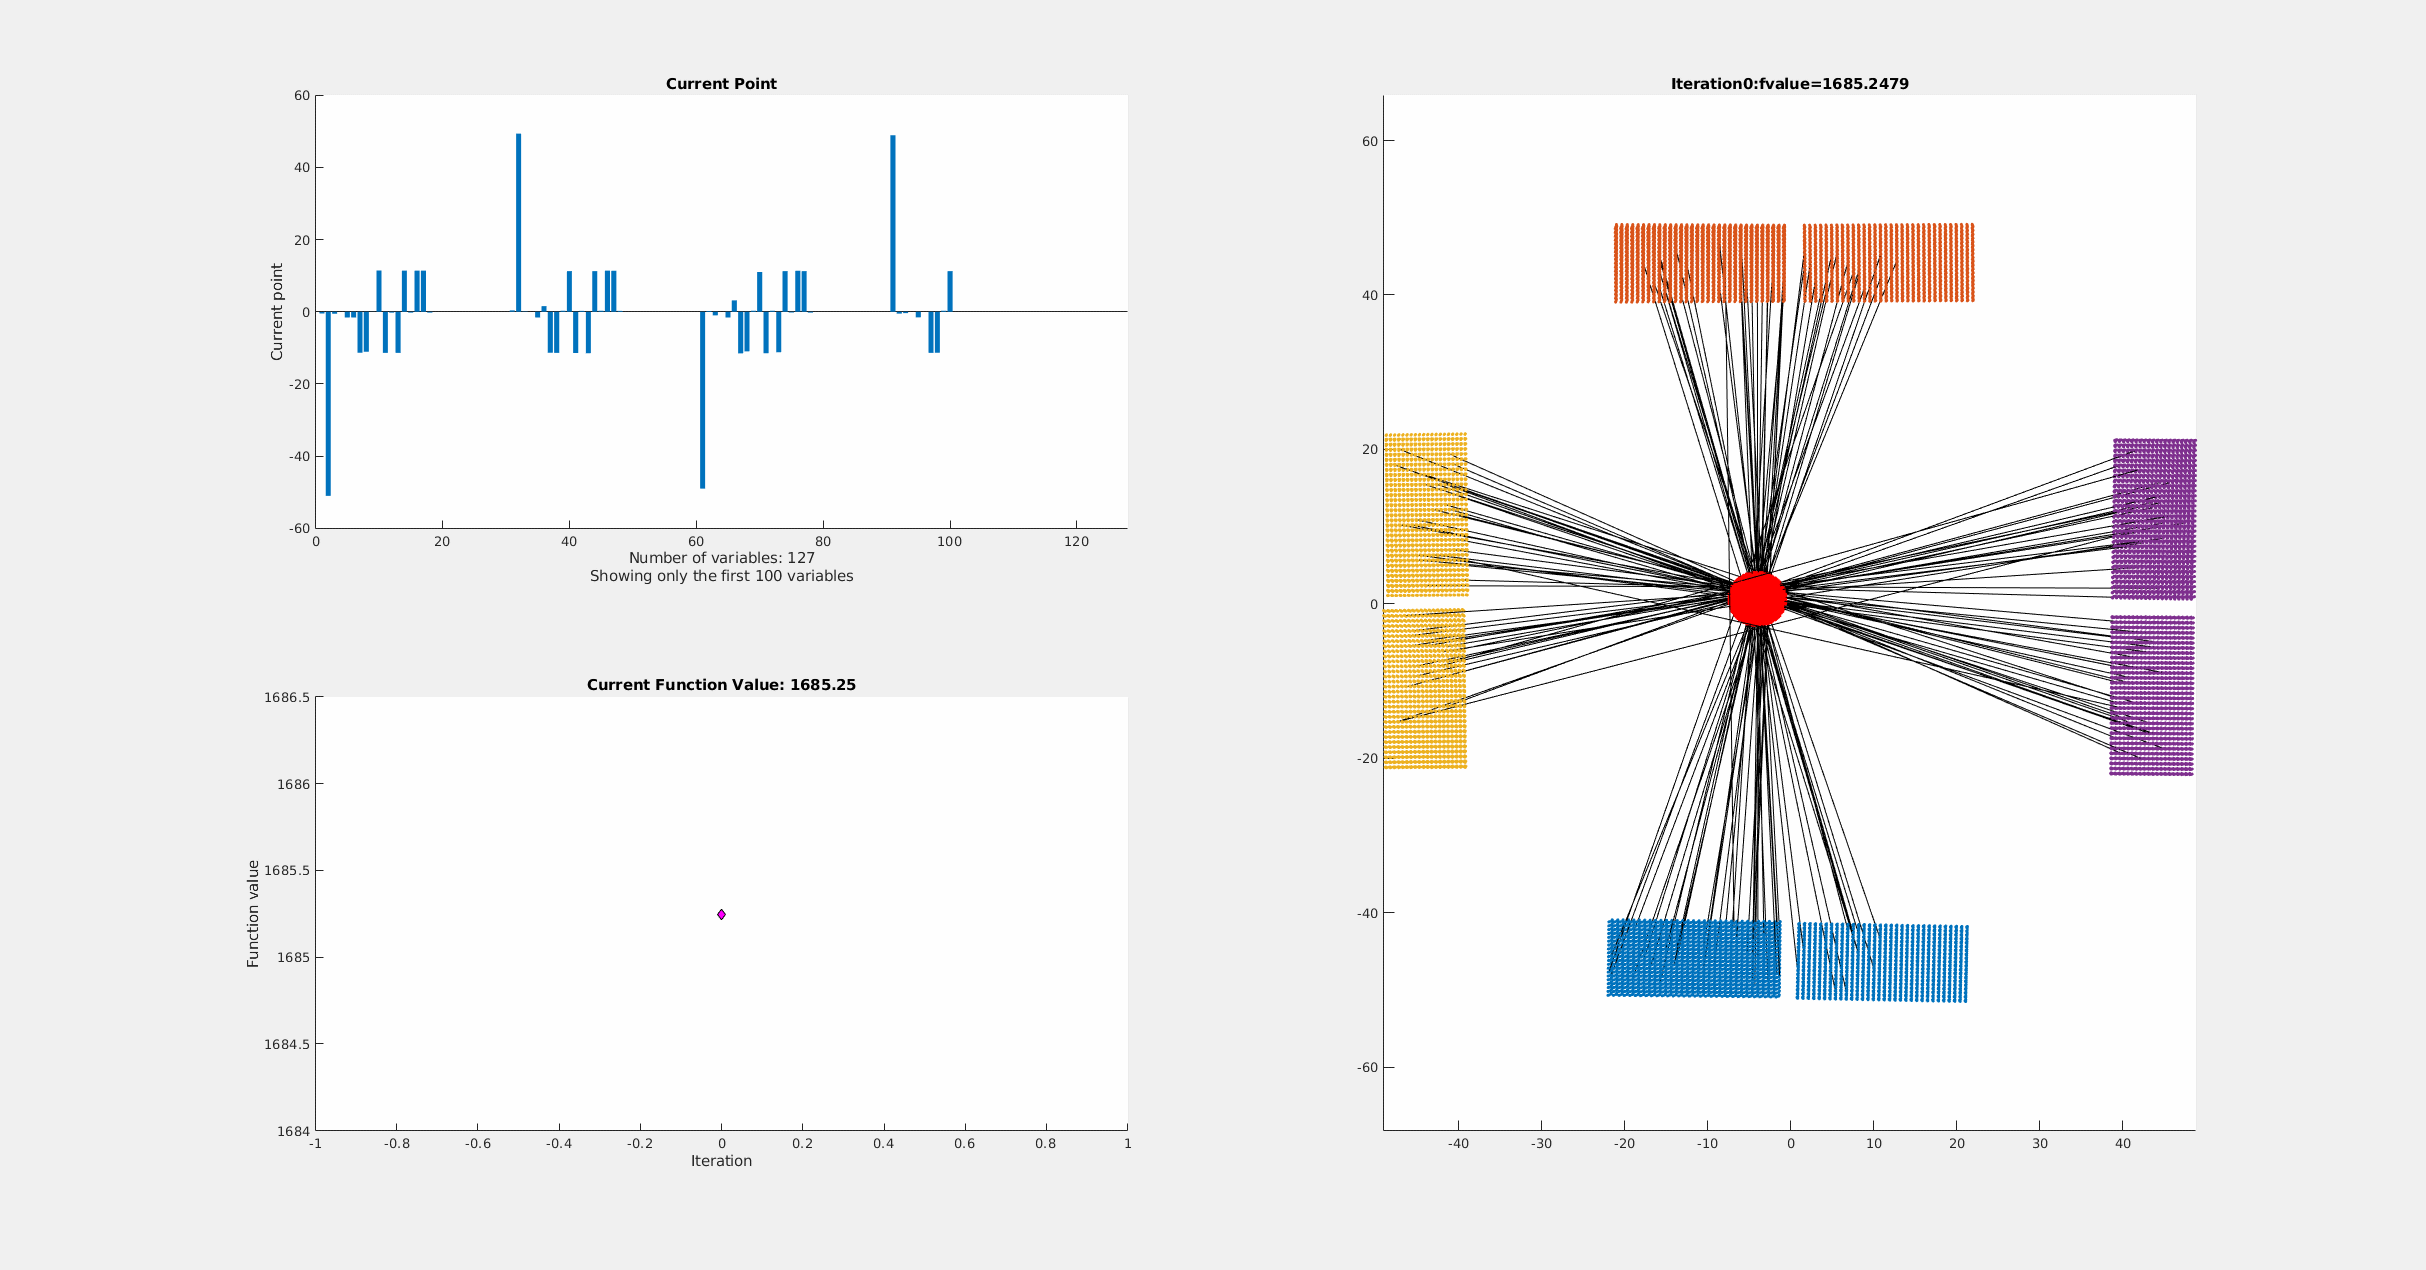 Current Point
60
40
20
0
-20
-40
-60
Current point
0 20 40 60 80 100 120
Number of variables: 127
Showing only the first 100 variables
Current Function Value: 1685.25
1686.5
1686
1685.5
1685
1684.5
1684
Function value
-1 -0.8 -0.6 -0.4 -0.2 0 0.2 0.4 0.6 0.8 1
Iteration
Iteration0:fvalue=1685.2479
60
40
20
0
-20
-40
-60
-40 -30 -20 -10 0 10 20 30 40